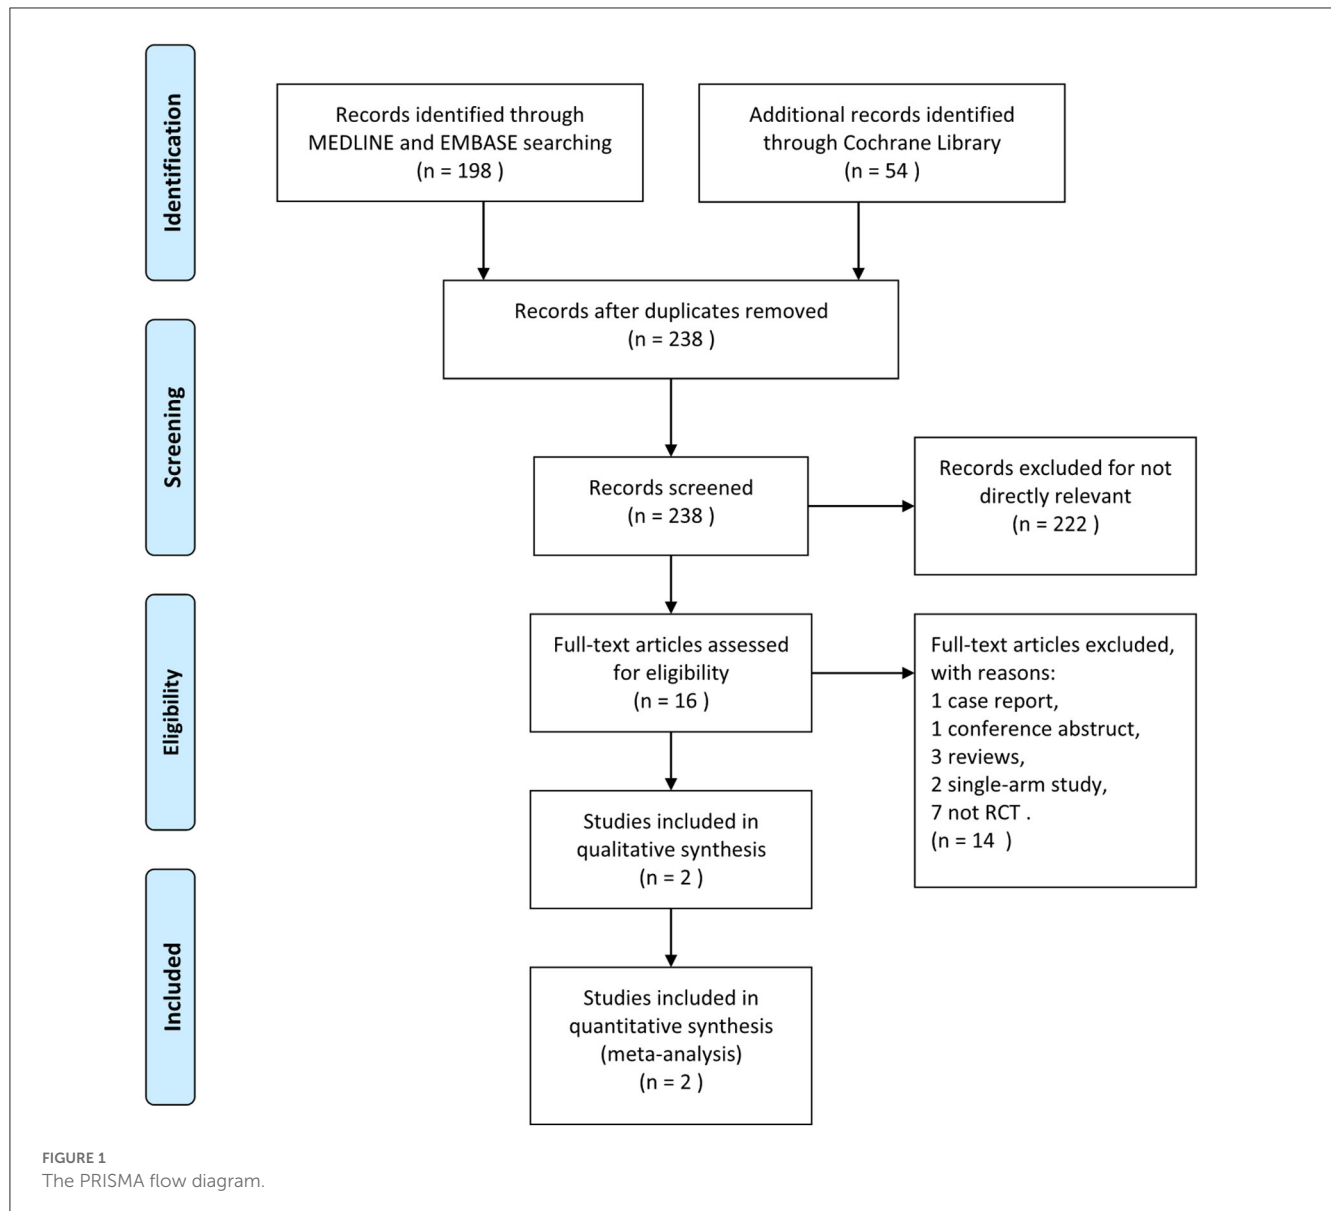 Identification
Records identified through
MEDLINE and EMBASE searching
(n = 198 )
Additional records identified
through Cochrane Library
(n = 54 )
Records after duplicates removed
(n = 238 )
Screening
Records screened
(n = 238 )
Records excluded for not
directly relevant
(n = 222 )
Eligibility
Full-text articles assessed
for eligibility
(n = 16 )
Full-text articles excluded,
with reasons:
1 case report,
1 conference abstruct,
3 reviews,
2 single-arm study,
7 not RCT .
(n = 14  )
Studies included in
qualitative synthesis
(n = 2 )
Included
Studies included in
quantitative synthesis
(meta-analysis)
(n = 2 )
FIGURE 1
The PRISMA flow diagram.